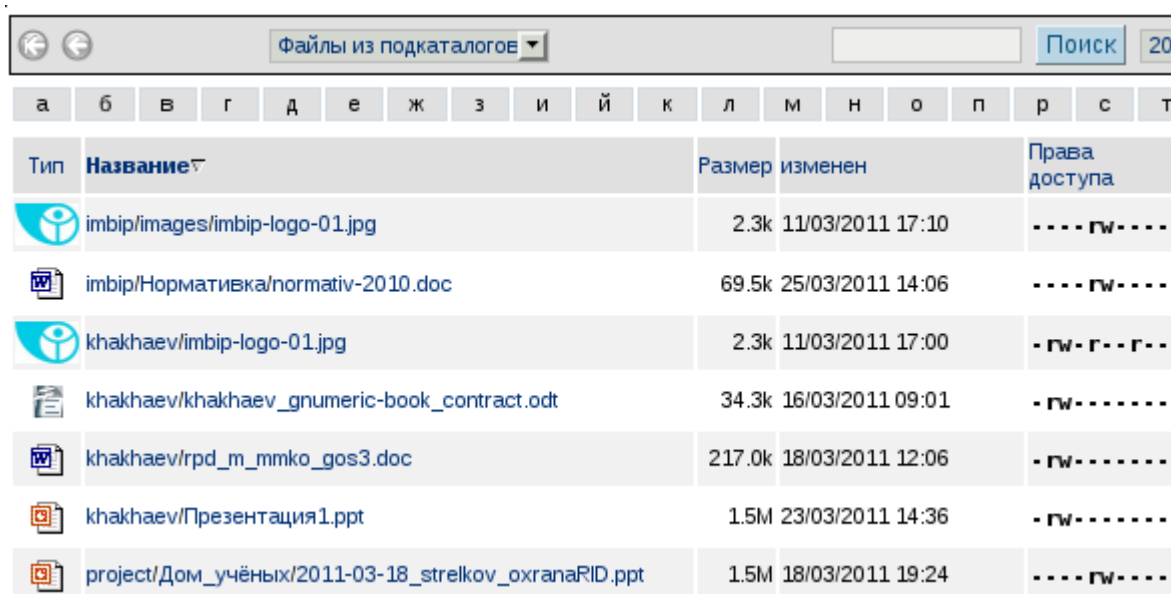 Файлы из подкаталогов Поиск 20
а б в г д е ж з и й к л м н о п р с т
Тип Название Размер изменен Права доступа
imbip/images/imbip-logo-01.jpg 2.3k 11/03/2011 17:10 ----rw----
imbip/Нормативка/normativ-2010.doc 69.5k 25/03/2011 14:06 ----rw----
khakhaev/imbip-logo-01.jpg 2.3k 11/03/2011 17:00 -rw-r--r--
khakhaev/khakhaev_gnumeric-book_contract.odt 34.3k 16/03/2011 09:01 -rw-------
khakhaev/rpd_m_mmko_gos3.doc 217.0k 18/03/2011 12:06 -rw-------
khakhaev/Презентация1.ppt 1.5M 23/03/2011 14:36 -rw-------
project/Дом_учёных/2011-03-18_strelkov_oxranaRID.ppt 1.5M 18/03/2011 19:24 ----rw----